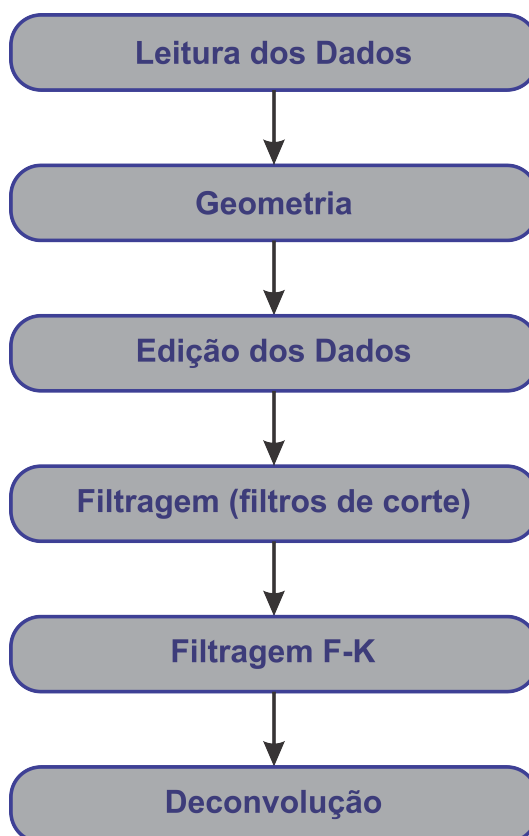 Leitura dos Dados
Geometria
Edição dos Dados
Filtragem (filtros de corte)
Filtragem F-K
Deconvolução